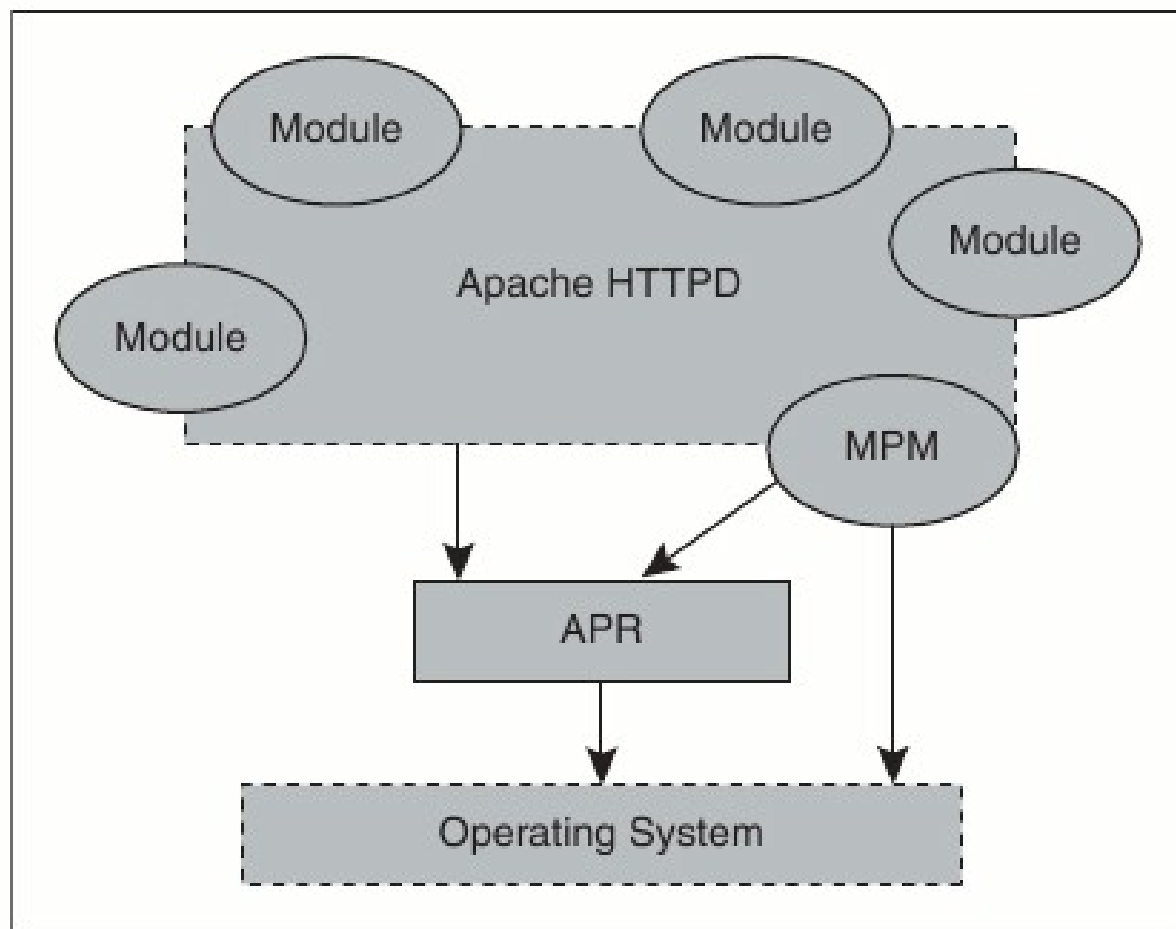 Module
Module
Module
Apache HTTPD
Module
MPM
APR
Operating System